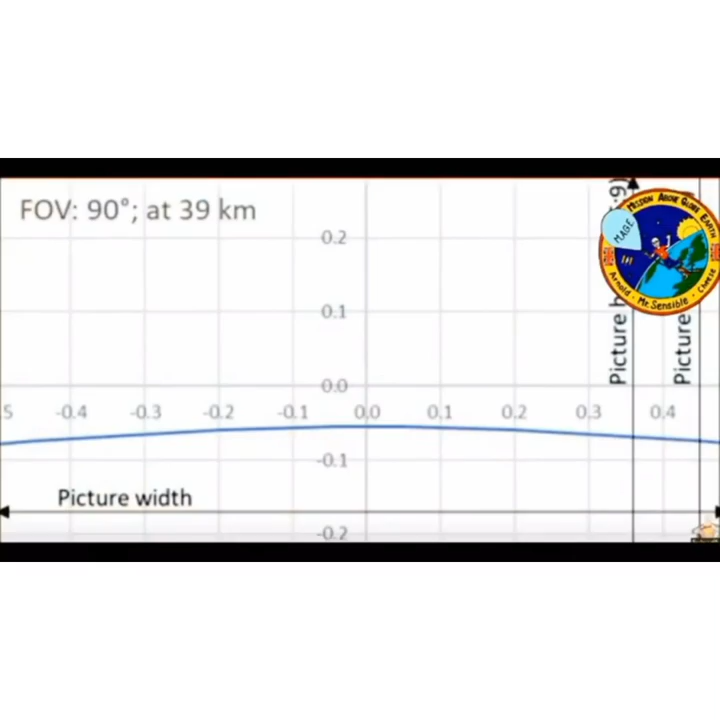 FOV: 90°; at 39 km
0.2
0.1
0.0
5 -0.4 -0.3 -0.2 -0.1 0.0 0.1 0.2 0.3 0.4
-0.1
Picture width
-0.2
Picture h
:9)
Picture
MISSION ABOVE GLOBE EARTH
MAGE
Arnold · Mr. Sensible · Cheese